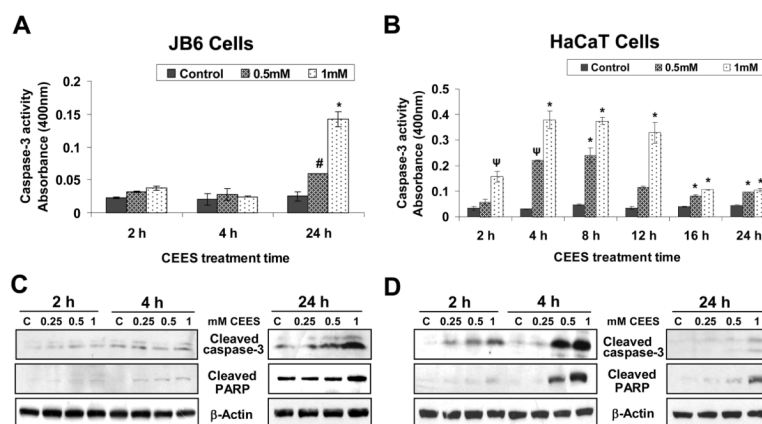 A
JB6 Cells
Control 0.5mM 1mM
Caspase-3 activity
Absorbance (400nm)
0.2
0.15
0.1
0.05
0
#
*
2 h 4 h 24 h
CEES treatment time
B
HaCaT Cells
Control 0.5mM 1mM
Caspase-3 activity
Absorbance (400nm)
0.5
0.4
0.3
0.2
0.1
0.0
ψ ψ * * * * * * * *
2 h 4 h 8 h 12 h 16 h 24 h
CEES treatment time
C
2 h 4 h 24 h
C 0.25 0.5 1 C 0.25 0.5 1 mM CEES C 0.25 0.5 1
Cleaved
caspase-3
Cleaved
PARP
β-Actin
D
2 h 4 h 24 h
C 0.25 0.5 1 C 0.25 0.5 1 mM CEES C 0.25 0.5 1
Cleaved
caspase-3
Cleaved
PARP
β-Actin